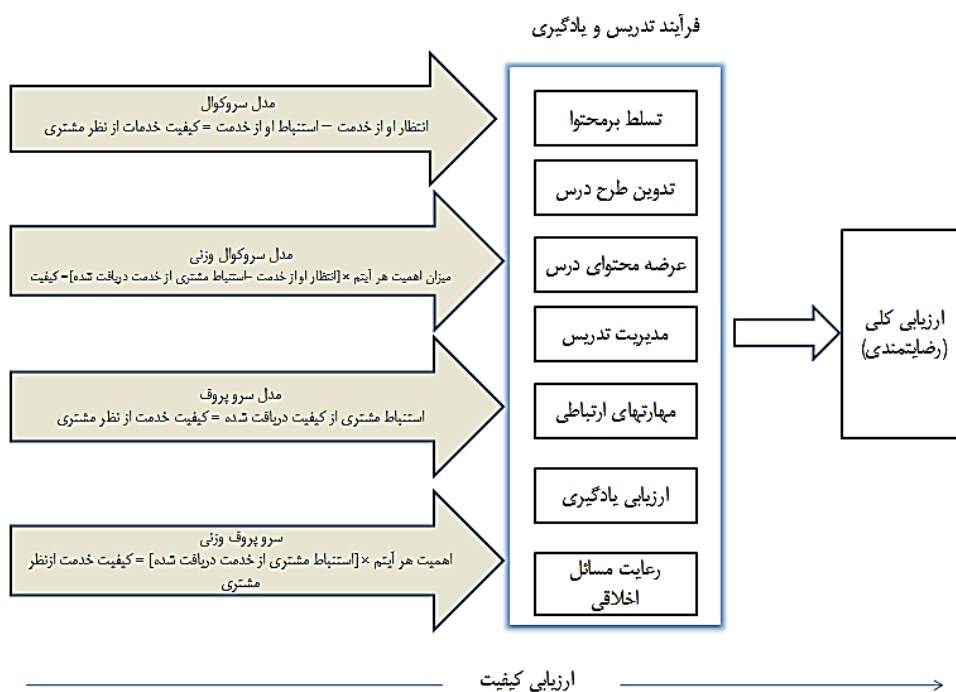 فرآیند تدریس و یادگیری
مدل سروکوال
انتظار او از خدمت – استنباط او از خدمت = کیفیت خدمات از نظر مشتری
مدل سروکوال وزنی
میزان اهمیت هر آیتم × [انتظار او از خدمت –استنباط مشتری از خدمت دریافت شده]= کیفیت
مدل سرو پروف
استنباط مشتری از کیفیت دریافت شده = کیفیت خدمت از نظر مشتری
سرو پروف وزنی
اهمیت هر آیتم × [استنباط مشتری از خدمت دریافت شده] = کیفیت خدمت ازنظر
مشتری
تسلط برمحتوا
تدوین طرح درس
عرضه محتوای درس
مدیریت تدریس
مهارتهای ارتباطی
ارزیابی یادگیری
رعایت مسائل
اخلاقی
ارزیابی کلی
(رضایتمندی)
ارزیابی کیفیت